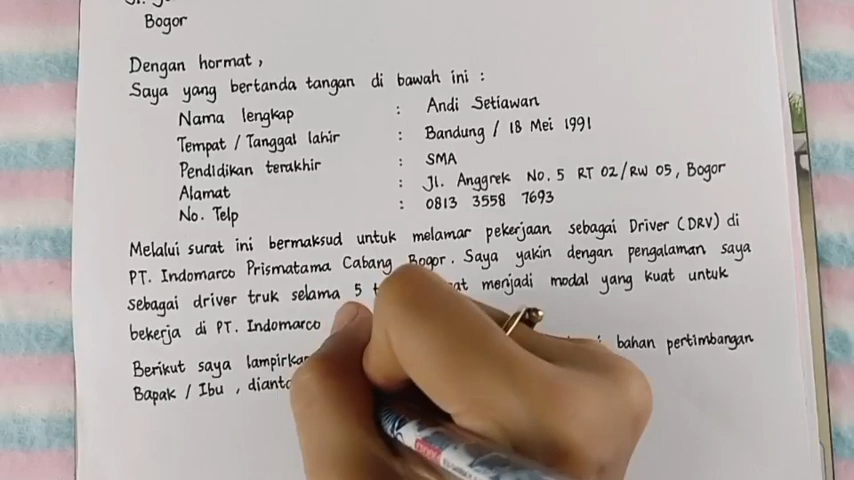 Bogor
Dengan hormat,
Saya yang bertanda tangan di bawah ini :
Nama lengkap : Andi Setiawan
Tempat / Tanggal lahir : Bandung / 18 Mei 1991
Pendidikan terakhir : SMA
Alamat : Jl. Anggrek No. 5 RT 02/RW 05, Bogor
No. Telp : 0813 3558 7693
Melalui surat ini bermaksud untuk melamar pekerjaan sebagai Driver (DRV) di
PT. Indomarco Prismatama Cabang Bogor. Saya yakin dengan pengalaman saya
sebagai driver truk selama 5 menjadi modal yang kuat untuk
bekerja di PT. Indomarco
Berikut saya bahan pertimbangan
Bapak / Ibu ,